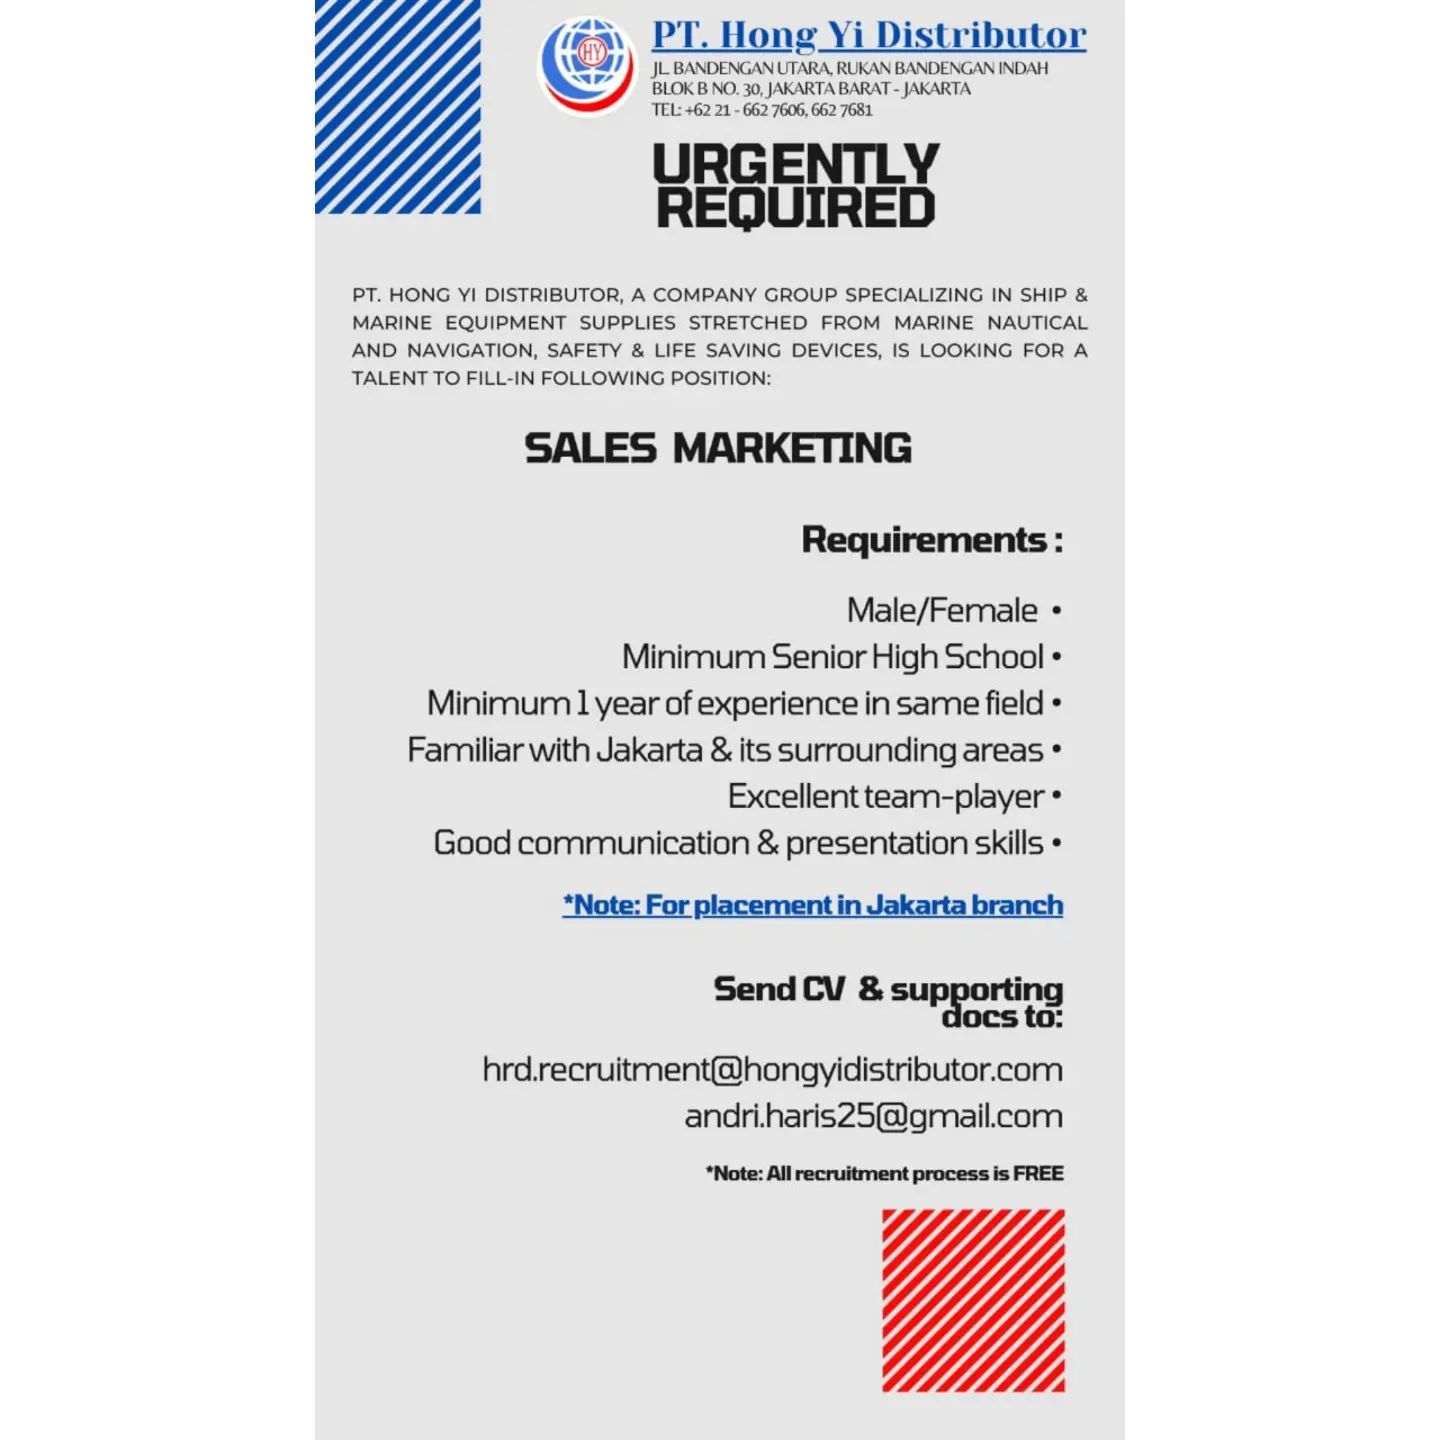 HY
PT. Hong Yi Distributor
JL. BANDENGAN UTARA, RUKAN BANDENGAN INDAH
BLOK B NO. 30, JAKARTA BARAT - JAKARTA
TEL: +62 21 - 662 7606, 662 7681
URGENTLY
REQUIRED
PT. HONG YI DISTRIBUTOR, A COMPANY GROUP SPECIALIZING IN SHIP &
MARINE EQUIPMENT SUPPLIES STRETCHED FROM MARINE NAUTICAL
AND NAVIGATION, SAFETY & LIFE SAVING DEVICES, IS LOOKING FOR A
TALENT TO FILL-IN FOLLOWING POSITION:
SALES MARKETING
Requirements :
Male/Female •
Minimum Senior High School •
Minimum 1 year of experience in same field •
Familiar with Jakarta & its surrounding areas •
Excellent team-player •
Good communication & presentation skills •
*Note: For placement in Jakarta branch
Send CV & supporting
docs to:
hrd.recruitment@hongyidistributor.com
andri.haris25@gmail.com
*Note: All recruitment process is FREE